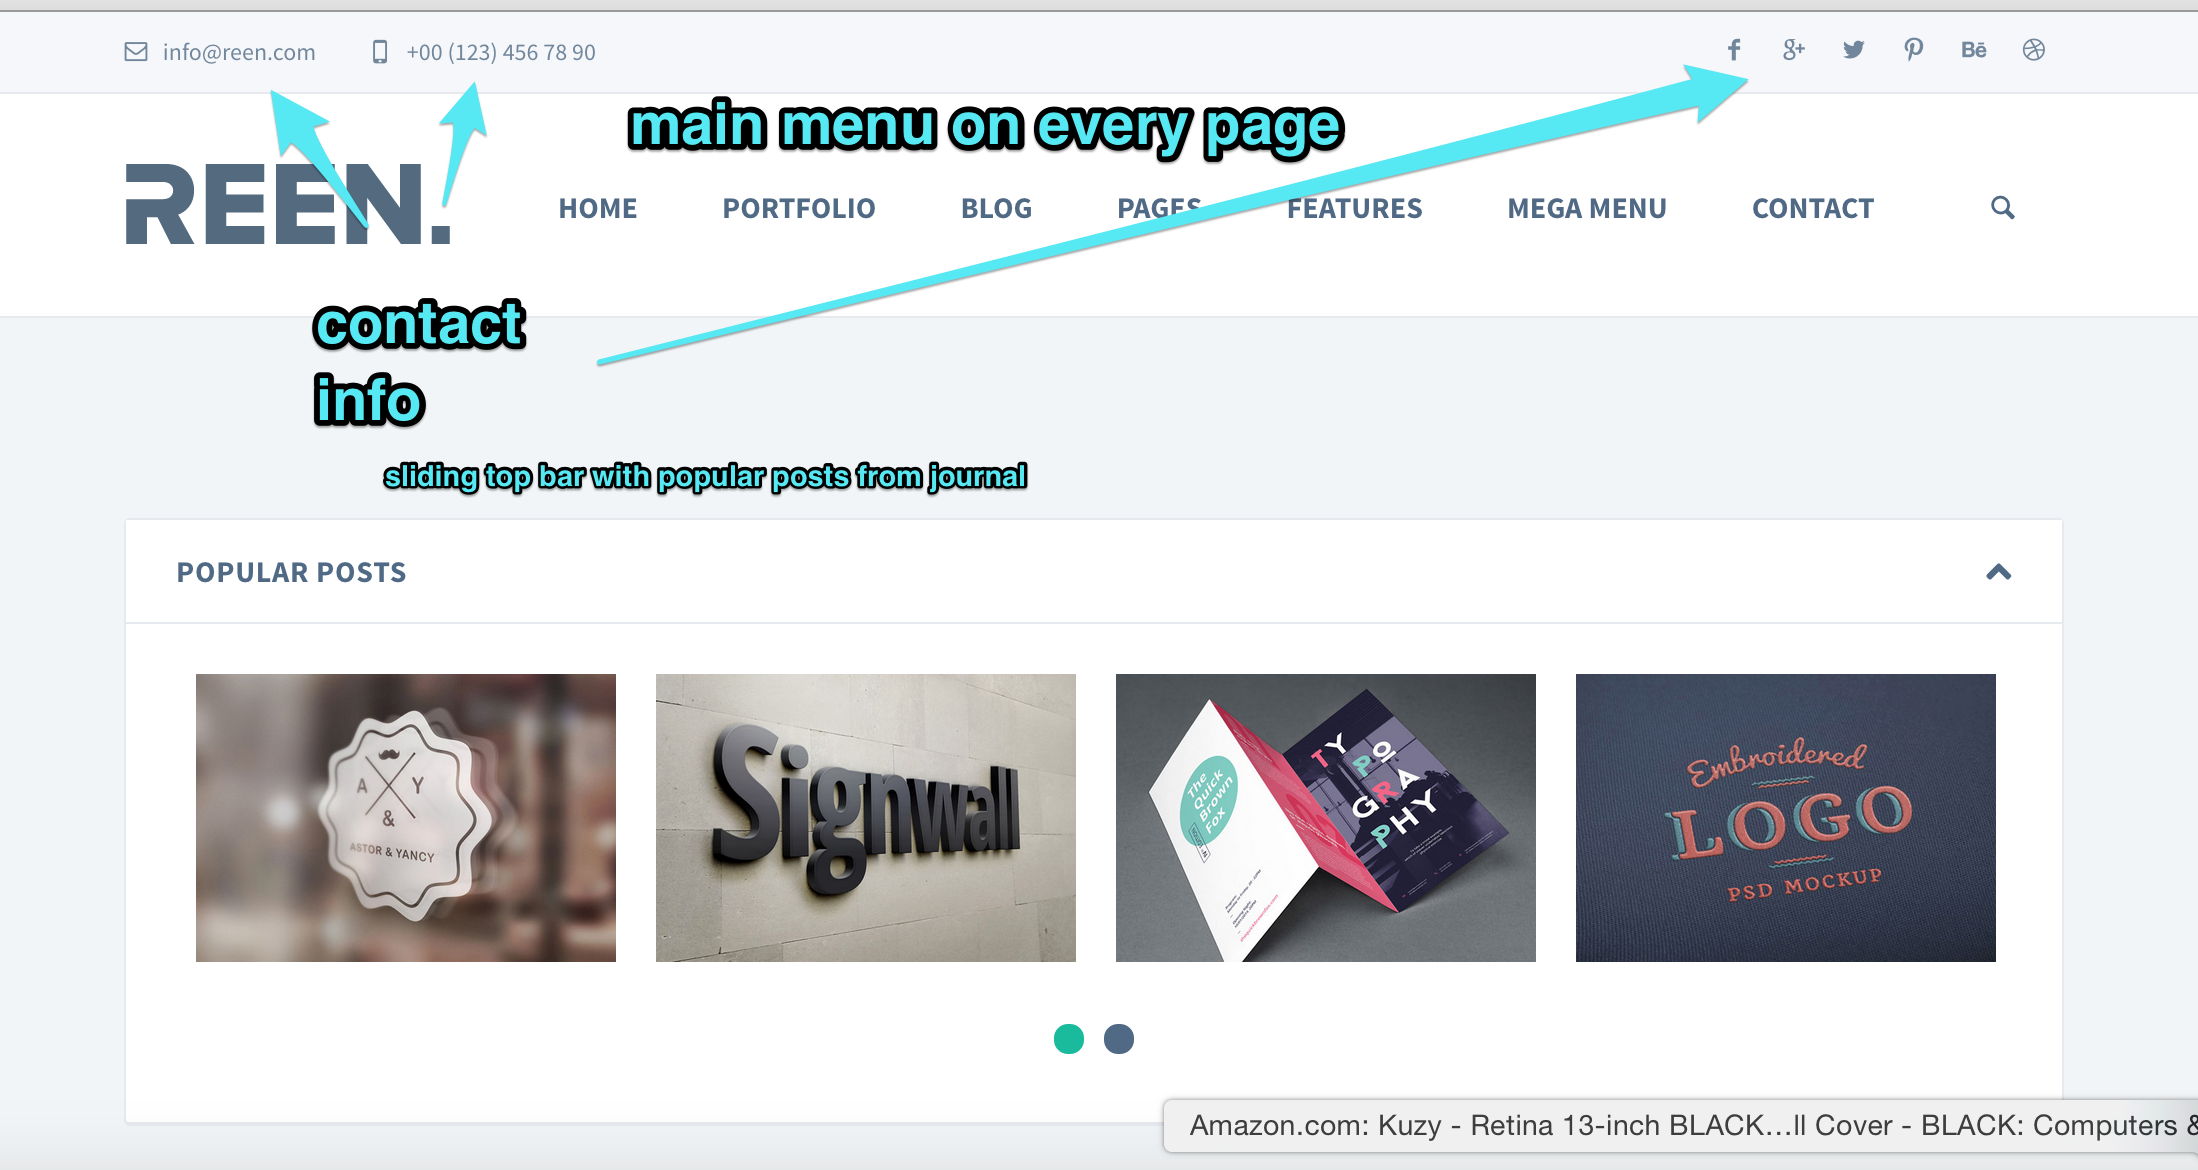 info@reen.com +00 (123) 456 78 90 Bē
main menu on every page
REEN. HOME PORTFOLIO BLOG PAGES FEATURES MEGA MENU CONTACT
contact
info
sliding top bar with popular posts from journal
POPULAR POSTS
A Y
&
ASTOR & YANCY
Signwall
The
Quick
Brown
Fox
TY
PO
GRA
PHY
Embroidered
LOGO
PSD MOCKUP
Amazon.com: Kuzy - Retina 13-inch BLACK...ll Cover - BLACK: Computers &